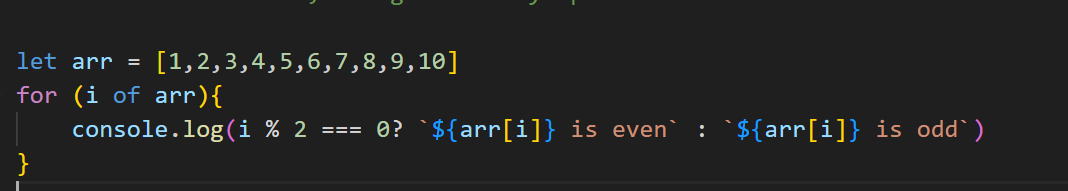 let arr = [1,2,3,4,5,6,7,8,9,10]
for (i of arr){
    console.log(i % 2 === 0? `${arr[i]} is even` : `${arr[i]} is odd`)
}